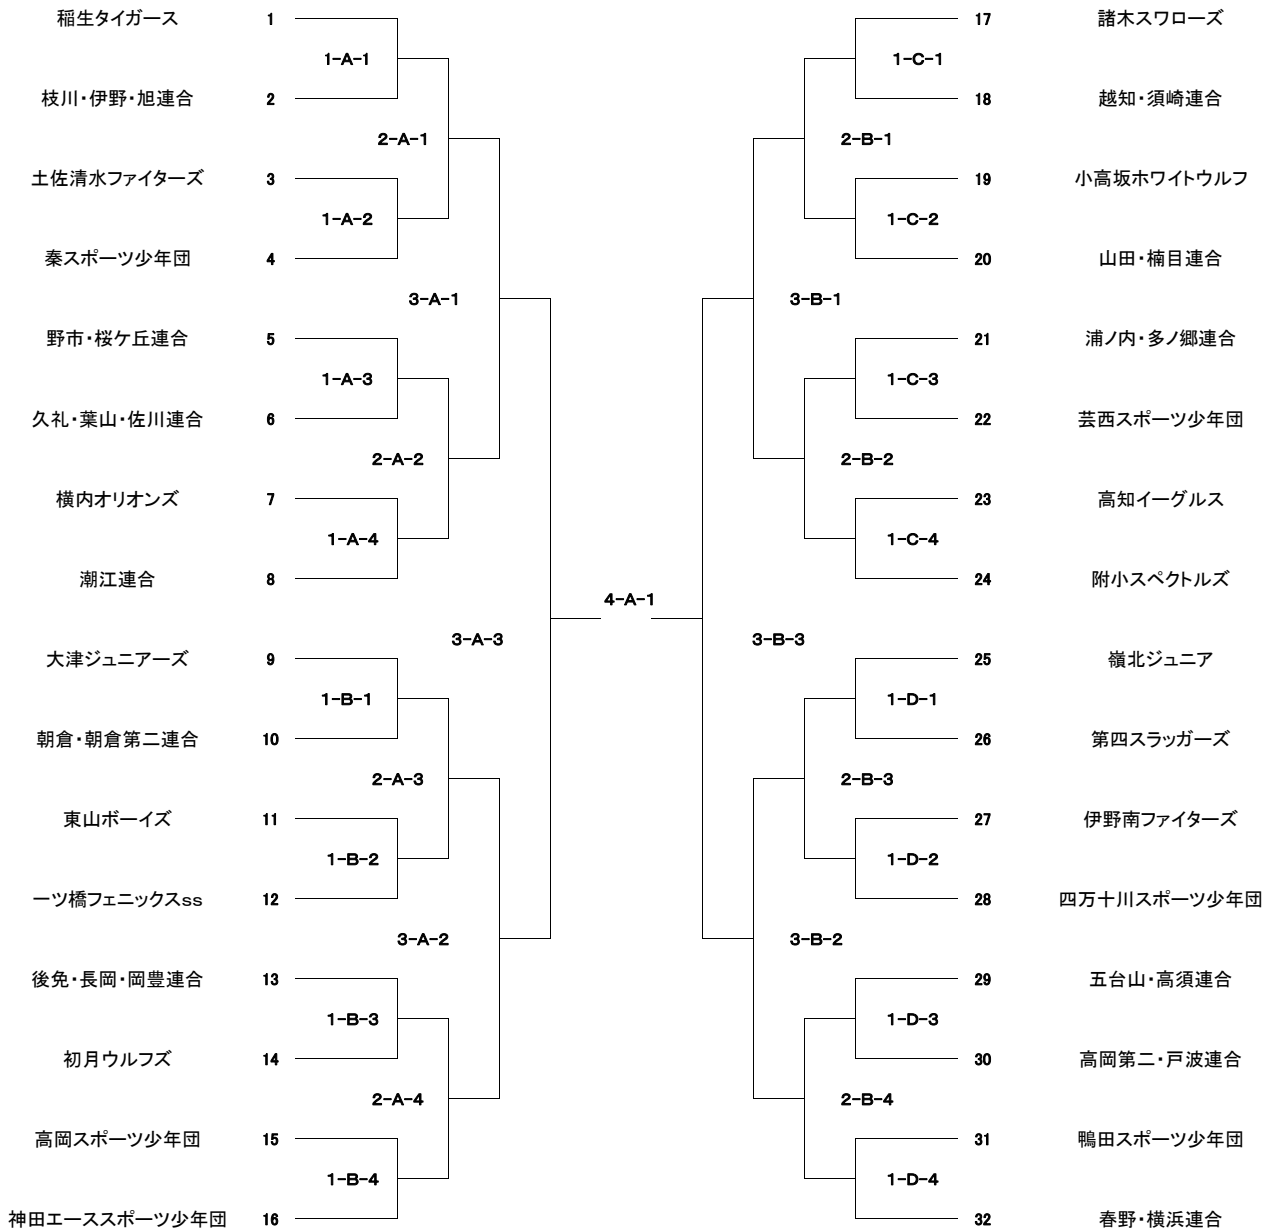 稲生タイガース 1
1-A-1
枝川・伊野・旭連合 2
2-A-1
土佐清水ファイターズ 3
1-A-2
秦スポーツ少年団 4
3-A-1
野市・桜ケ丘連合 5
1-A-3
久礼・葉山・佐川連合 6
2-A-2
横内オリオンズ 7
1-A-4
潮江連合 8
3-A-3
大津ジュニアーズ 9
1-B-1
朝倉・朝倉第二連合 10
2-A-3
東山ボーイズ 11
1-B-2
一ツ橋フェニックスss 12
3-A-2
後免・長岡・岡豊連合 13
1-B-3
初月ウルフズ 14
2-A-4
高岡スポーツ少年団 15
1-B-4
神田エーススポーツ少年団 16
4-A-1
17 諸木スワローズ
1-C-1
18 越知・須崎連合
2-B-1
19 小高坂ホワイトウルフ
1-C-2
20 山田・楠目連合
3-B-1
21 浦ノ内・多ノ郷連合
1-C-3
22 芸西スポーツ少年団
2-B-2
23 高知イーグルス
1-C-4
24 附小スペクトルズ
3-B-3
25 嶺北ジュニア
1-D-1
26 第四スラッガーズ
2-B-3
27 伊野南ファイターズ
1-D-2
28 四万十川スポーツ少年団
3-B-2
29 五台山・高須連合
1-D-3
30 高岡第二・戸波連合
2-B-4
31 鴨田スポーツ少年団
1-D-4
32 春野・横浜連合